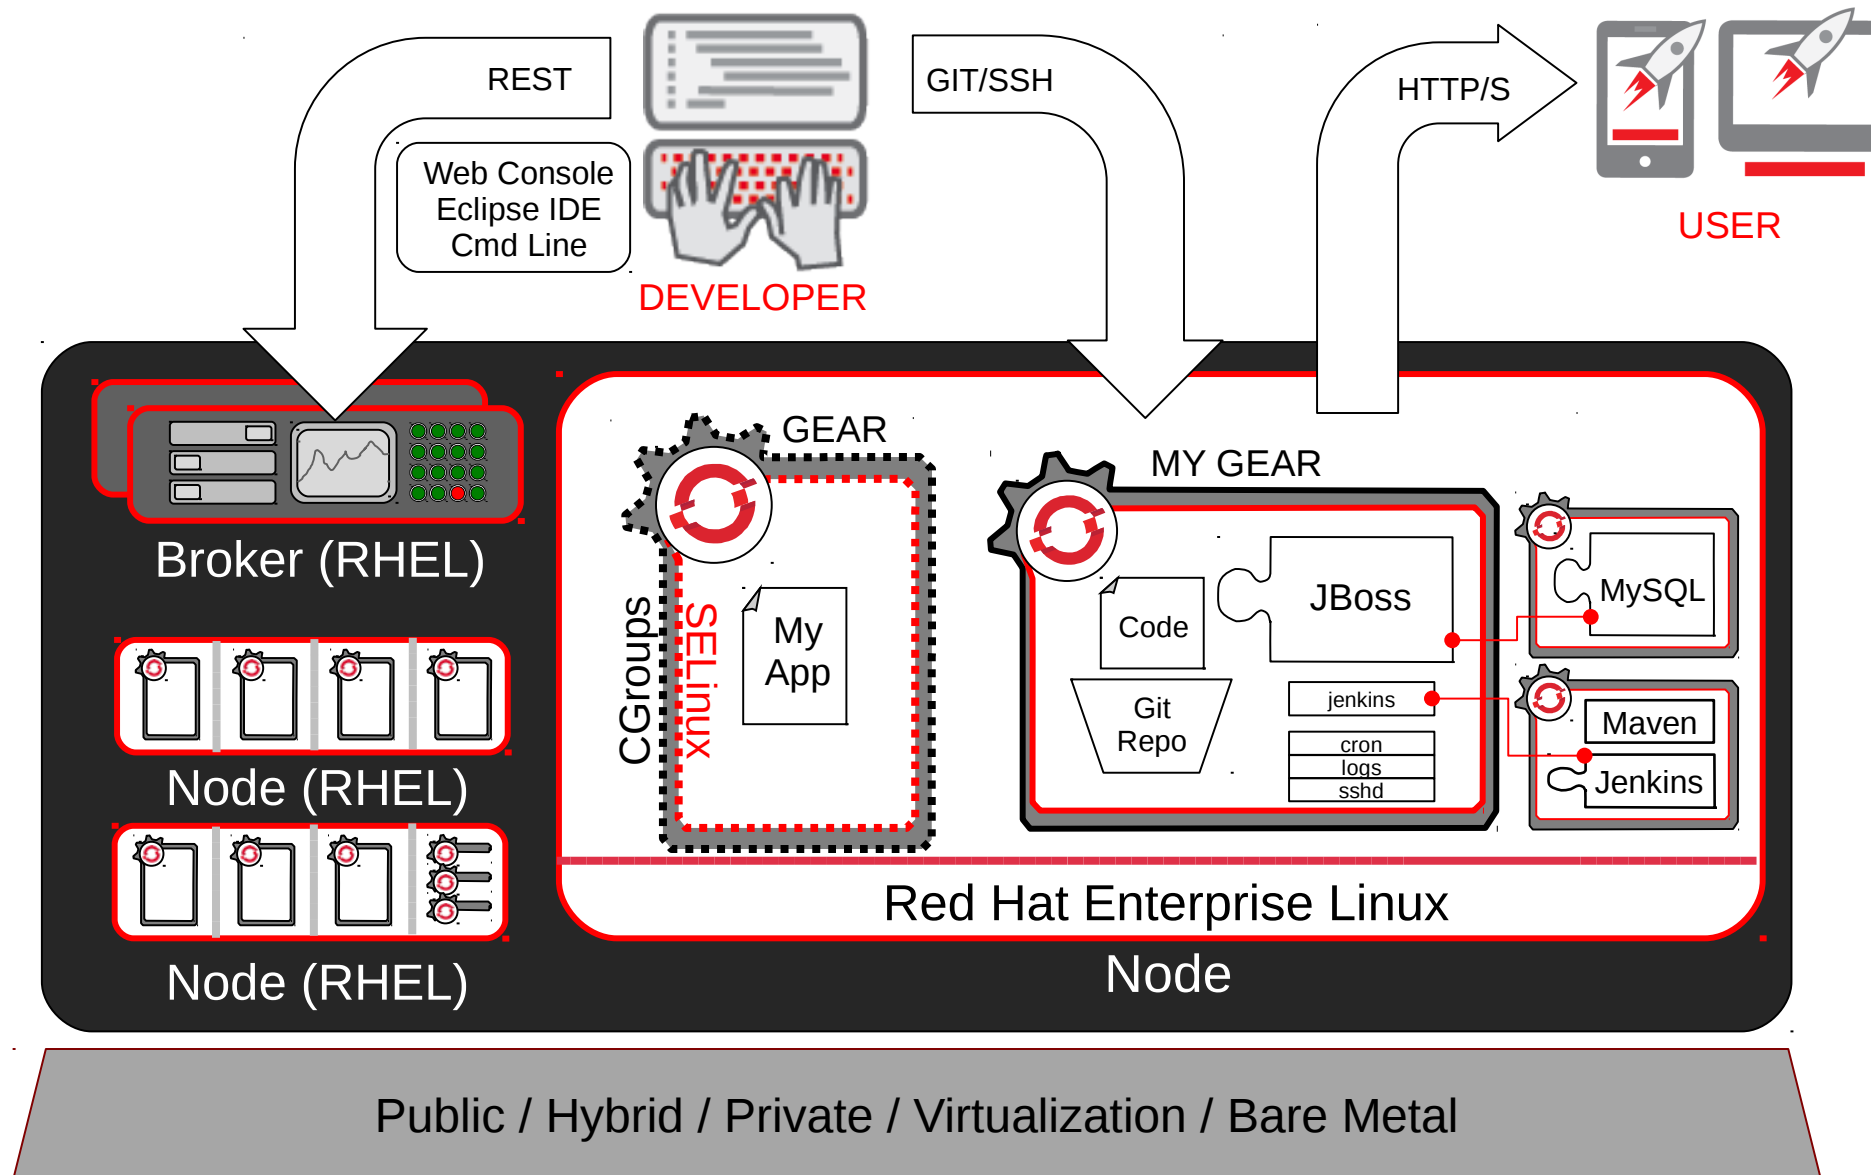 REST
GIT/SSH
HTTP/S
Web Console
Eclipse IDE
Cmd Line
DEVELOPER
USER
Broker (RHEL)
Node (RHEL)
Node (RHEL)
GEAR
CGroups
SELinux
My
App
MY GEAR
Code
Git
Repo
JBoss
jenkins
cron
logs
sshd
MySQL
Maven
Jenkins
Red Hat Enterprise Linux
Node
Public / Hybrid / Private / Virtualization / Bare Metal